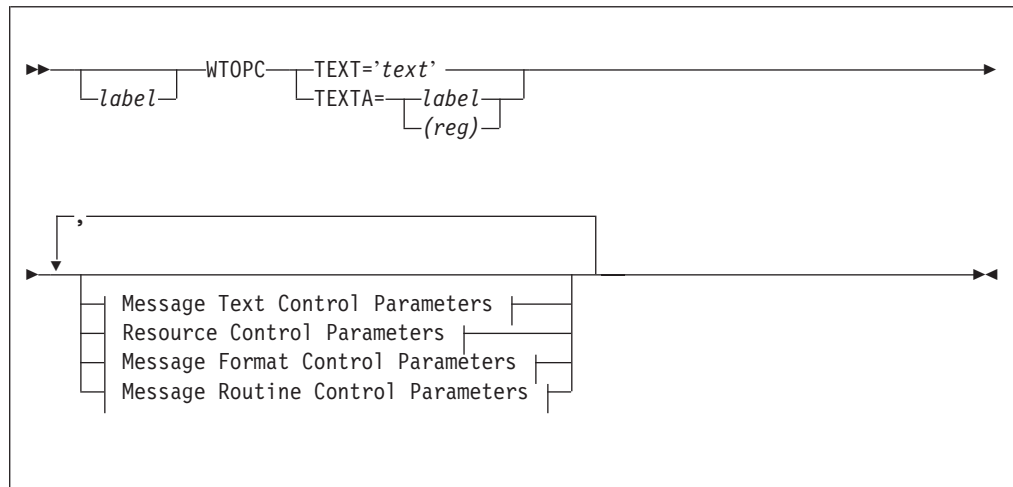 WTOPC TEXT='text'
label TEXTA= label
(reg)
,
Message Text Control Parameters
Resource Control Parameters
Message Format Control Parameters
Message Routine Control Parameters